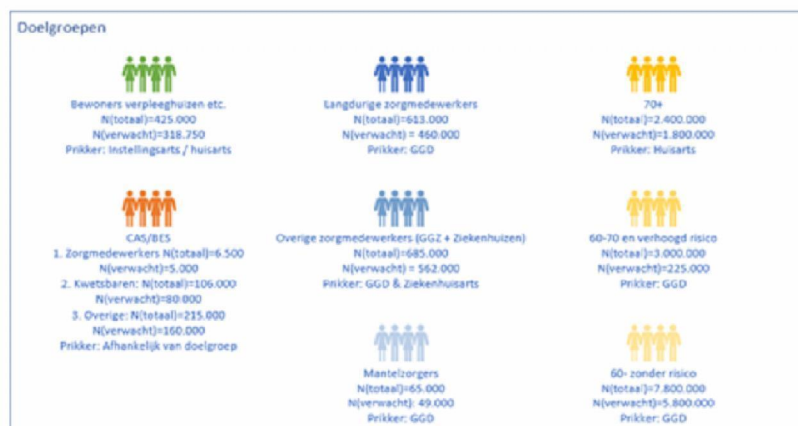 Doelgroepen
Bewoners verpleeghuizen etc.
N(totaal)=425.000
N(verwacht)=318.750
Prikker: Instellingsarts / huisarts
Langdurige zorgmedewerkers
N(totaal)=613.000
N(verwacht) = 460.000
Prikker: GGD
70+
N(totaal)=2.400.000
N(verwacht)=1.800.000
Prikker: Huisarts
CAS/BES
1. Zorgmedewerkers N(totaal)=6.500
N(verwacht)=5.000
2. Kwetsbaren: N(totaal)=106.000
N(verwacht)=80.000
3. Overige: N(totaal)=215.000
N(verwacht)=160.000
Prikker: Afhankelijk van doelgroep
Overige zorgmedewerkers (GGZ + Ziekenhuizen)
N(totaal)=685.000
N(verwacht) = 562.000
Prikker: GGD & Ziekenhuisarts
60-70 en verhoogd risico
N(totaal)=3.000.000
N(verwacht)=225.000
Prikker: GGD
Mantelzorgers
N(totaal)=65.000
N(verwacht): 49.000
Prikker: GGD
60- zonder risico
N(totaal)=7.800.000
N(verwacht)=5.800.000
Prikker: GGD